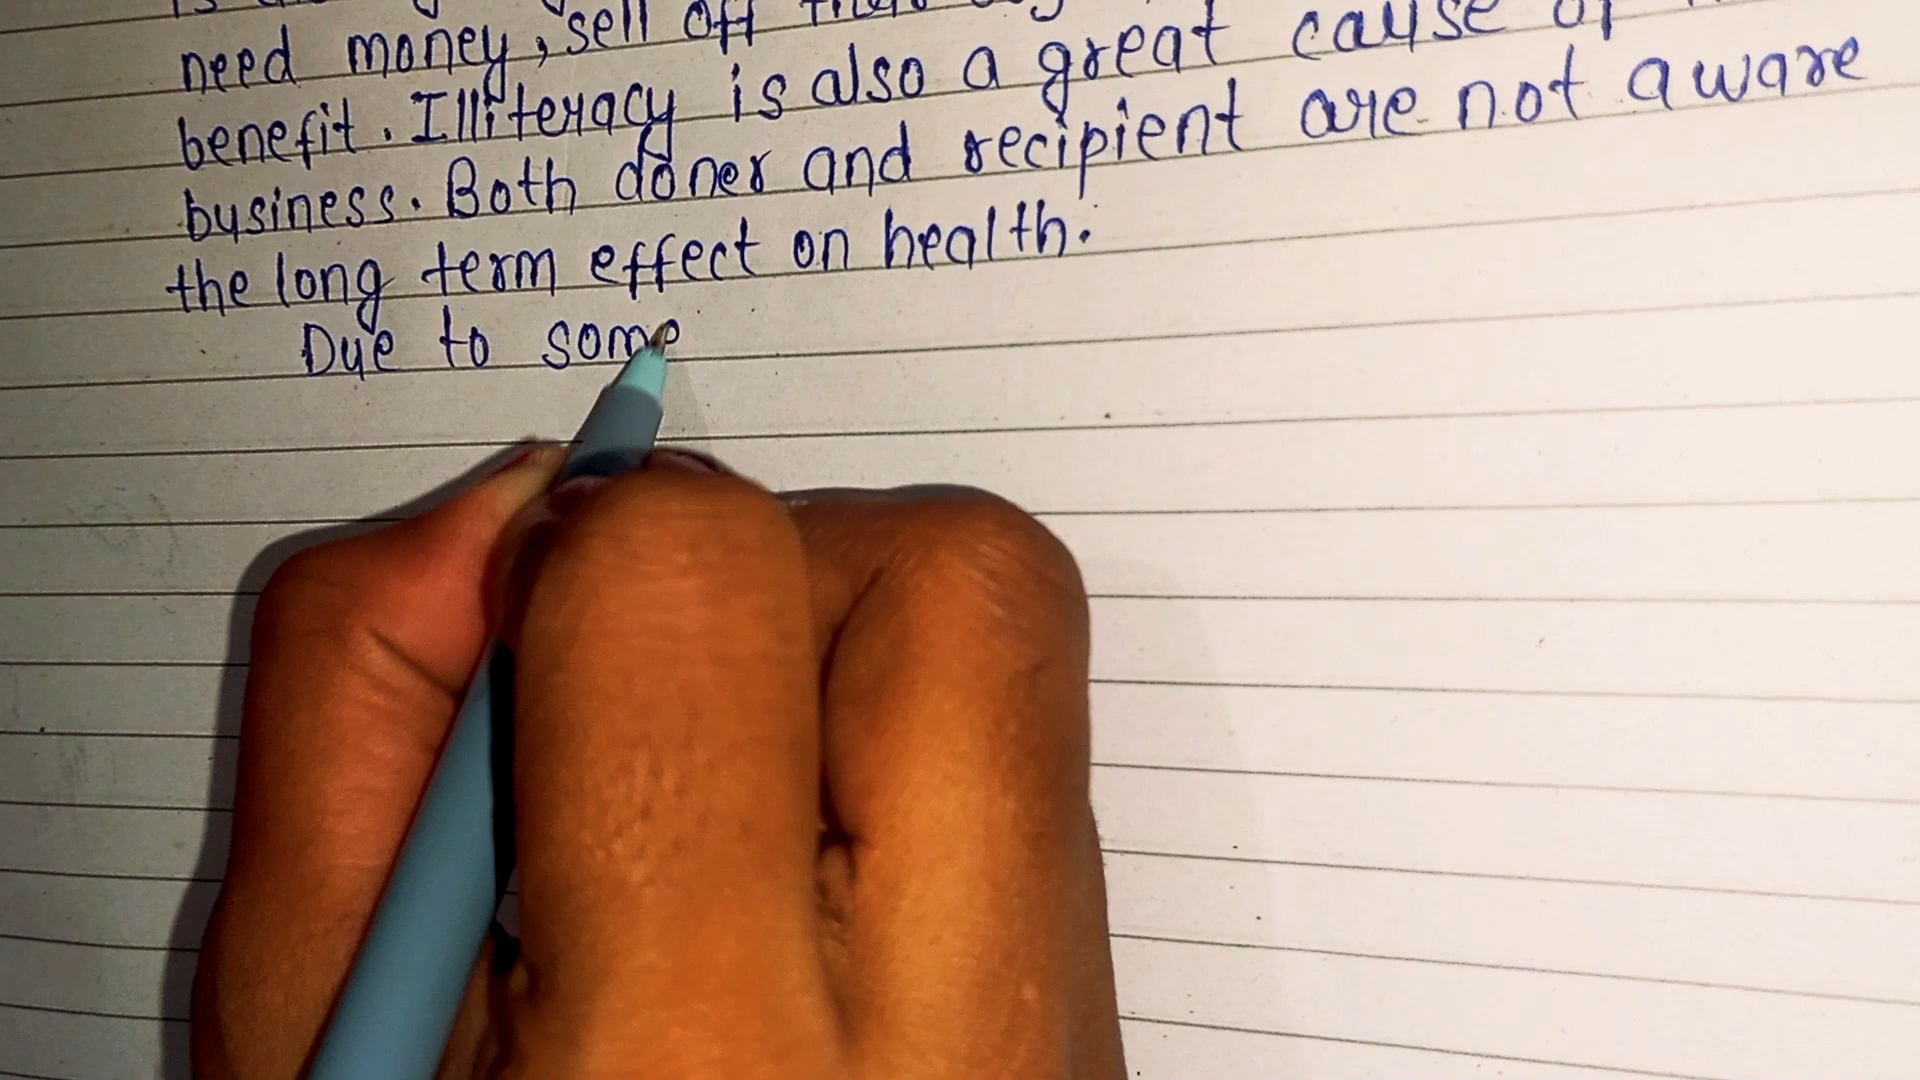 need money, sell off their
benefit. Illiteracy is also a great cause of
business. Both doner and recipient are not aware
the long term effect on health.
Due to some